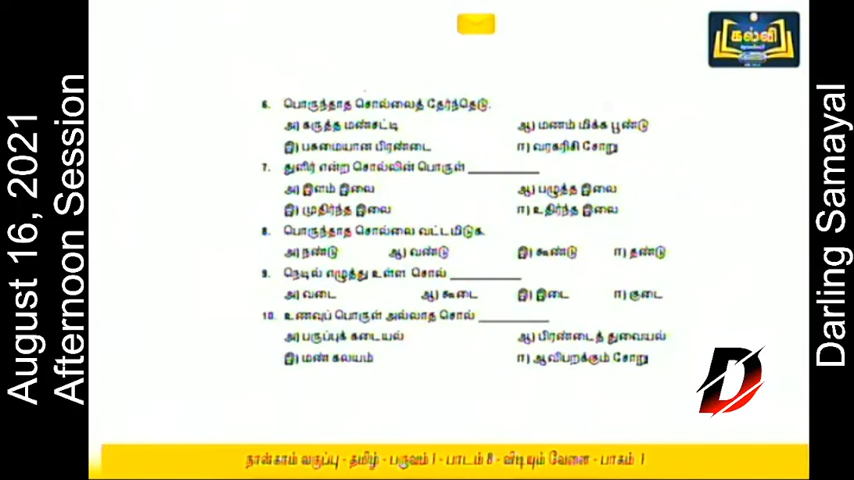 August 16, 2021
Afternoon Session
கல்வி
6. பொருந்தாத சொல்லைத் தேர்ந்தெடு.
அ) கருத்த மண்சட்டி ஆ) மணம் மிக்க பூண்டு
இ) பசுமையான பிரண்டை ஈ) வரகரிசி சோறு
7. துளிர் என்ற சொல்லின் பொருள் __________
அ) இளம் இலை ஆ) பழுத்த இலை
இ) முதிர்ந்த இலை ஈ) உதிர்ந்த இலை
8. பொருந்தாத சொல்லை வட்டமிடுக.
அ) நண்டு ஆ) வண்டு இ) கூண்டு ஈ) தண்டு
9. நெடில் எழுத்து உள்ள சொல் __________
அ) வடை ஆ) கூடை இ) இடை ஈ) குடை
10. உணவுப் பொருள் அல்லாத சொல் __________
அ) பருப்புக் கடையல் ஆ) பிரண்டைத் துவையல்
இ) மண் கலயம் ஈ) ஆவிபறக்கும் சோறு
D
நான்காம் வகுப்பு - தமிழ் - பருவம் 1 - பாடம் 8 - விடியும் வேளை - பாகம் 1
Darling Samayal